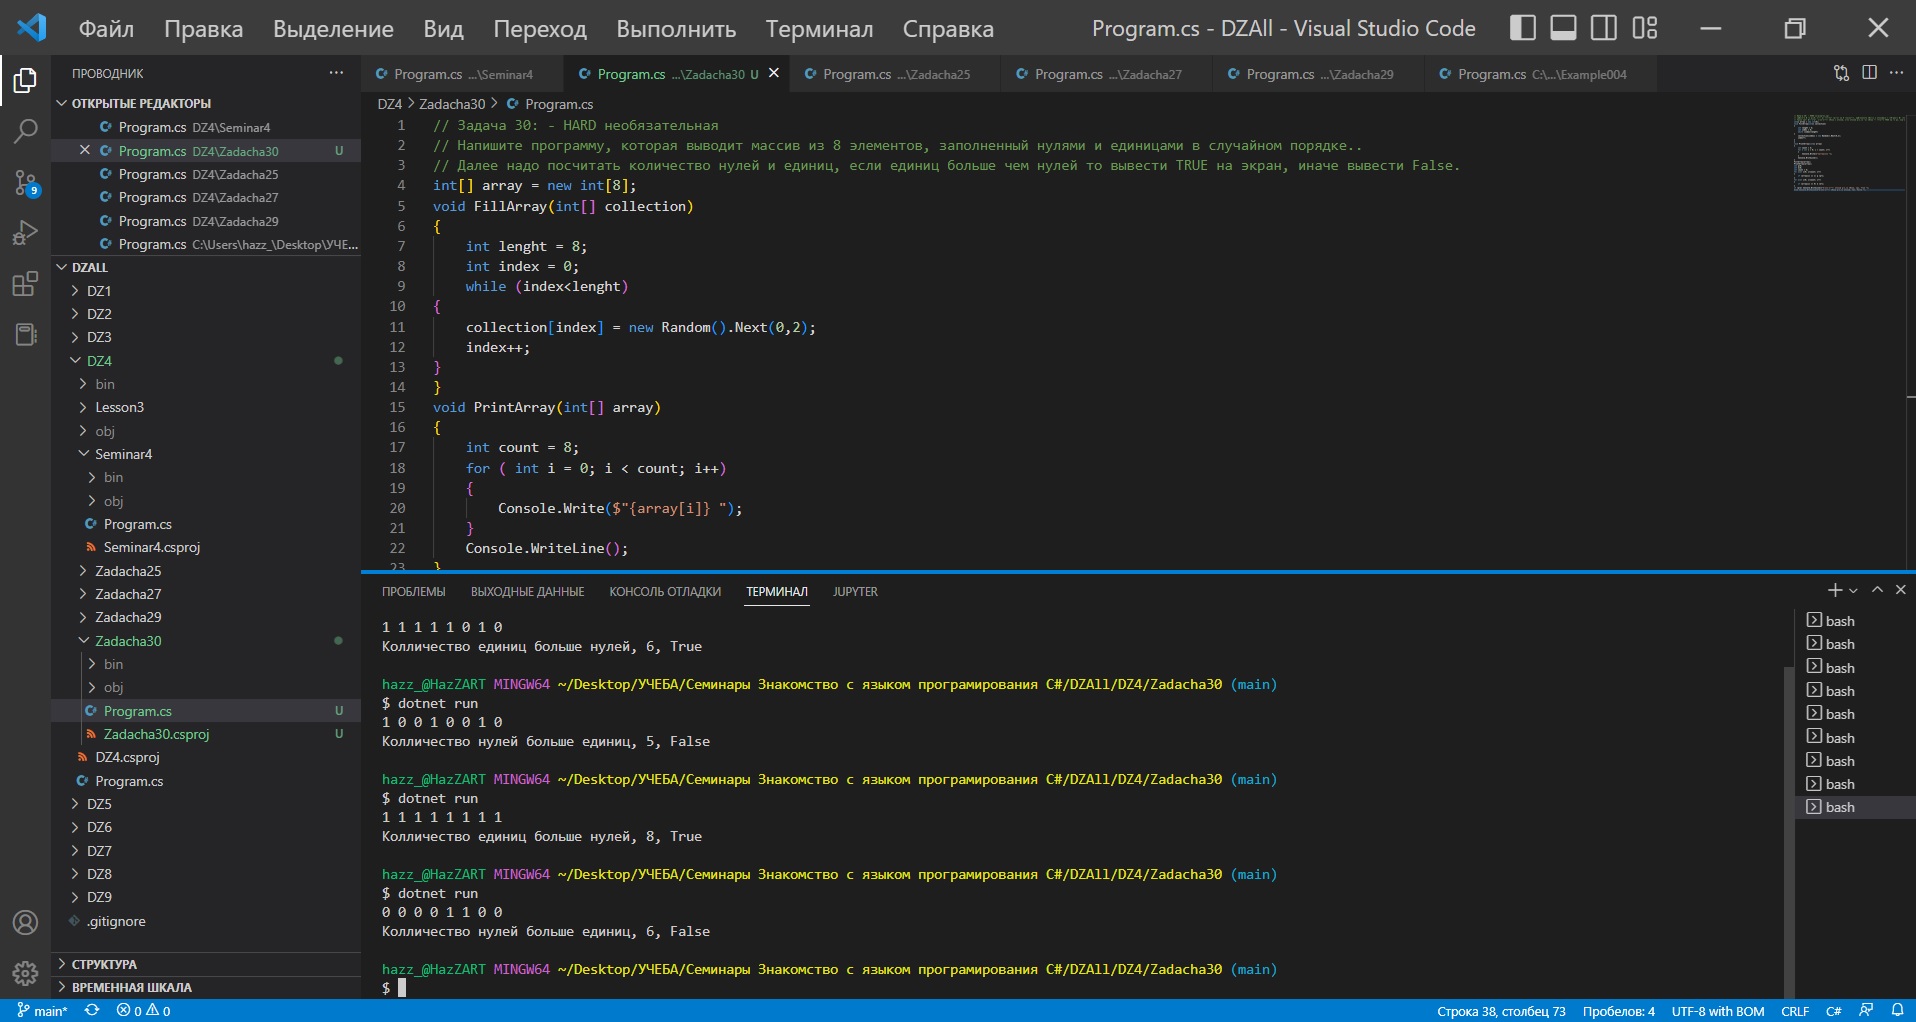 Файл Правка Выделение Вид Переход Выполнить Терминал Справка Program.cs - DZAll - Visual Studio Code
ПРОВОДНИК
ОТКРЫТЫЕ РЕДАКТОРЫ
Program.cs DZ4\Seminar4
Program.cs DZ4\Zadacha30 U
Program.cs DZ4\Zadacha25
Program.cs DZ4\Zadacha27
Program.cs DZ4\Zadacha29
Program.cs C:\Users\hazz_\Desktop\УЧЕ...
DZALL
DZ1
DZ2
DZ3
DZ4
bin
Lesson3
obj
Seminar4
bin
obj
Program.cs
Seminar4.csproj
Zadacha25
Zadacha27
Zadacha29
Zadacha30
bin
obj
Program.cs U
Zadacha30.csproj U
DZ4.csproj
Program.cs
DZ5
DZ6
DZ7
DZ8
DZ9
.gitignore
СТРУКТУРА
ВРЕМЕННАЯ ШКАЛА
9
Program.cs ...\Seminar4 Program.cs ...\Zadacha30 U Program.cs ...\Zadacha25 Program.cs ...\Zadacha27 Program.cs ...\Zadacha29 Program.cs C:\...\Example004
DZ4 > Zadacha30 > Program.cs
1 // Задача 30: - HARD необязательная
2 // Напишите программу, которая выводит массив из 8 элементов, заполненный нулями и единицами в случайном порядке..
3 // Далее надо посчитать количество нулей и единиц, если единиц больше чем нулей то вывести TRUE на экран, иначе вывести False.
4 int[] array = new int[8];
5 void FillArray(int[] collection)
6 {
7 int lenght = 8;
8 int index = 0;
9 while (index<lenght)
10 {
11 collection[index] = new Random().Next(0,2);
12 index++;
13 }
14 }
15 void PrintArray(int[] array)
16 {
17 int count = 8;
18 for ( int i = 0; i < count; i++)
19 {
20 Console.Write($"{array[i]} ");
21 }
22 Console.WriteLine();
23 }
ПРОБЛЕМЫ ВЫХОДНЫЕ ДАННЫЕ КОНСОЛЬ ОТЛАДКИ ТЕРМИНАЛ JUPYTER
1 1 1 1 1 0 1 0
Колличество единиц больше нулей, 6, True
hazz_@HazZART MINGW64 ~/Desktop/УЧЕБА/Семинары Знакомство с языком програмирования C#/DZAll/DZ4/Zadacha30 (main)
$ dotnet run
1 0 0 1 0 0 1 0
Колличество нулей больше единиц, 5, False
hazz_@HazZART MINGW64 ~/Desktop/УЧЕБА/Семинары Знакомство с языком програмирования C#/DZAll/DZ4/Zadacha30 (main)
$ dotnet run
1 1 1 1 1 1 1 1
Колличество единиц больше нулей, 8, True
hazz_@HazZART MINGW64 ~/Desktop/УЧЕБА/Семинары Знакомство с языком програмирования C#/DZAll/DZ4/Zadacha30 (main)
$ dotnet run
0 0 0 0 1 1 0 0
Колличество нулей больше единиц, 6, False
hazz_@HazZART MINGW64 ~/Desktop/УЧЕБА/Семинары Знакомство с языком програмирования C#/DZAll/DZ4/Zadacha30 (main)
$
bash
bash
bash
bash
bash
bash
bash
bash
bash
main* 0 0 Строка 38, столбец 73 Пробелов: 4 UTF-8 with BOM CRLF C#